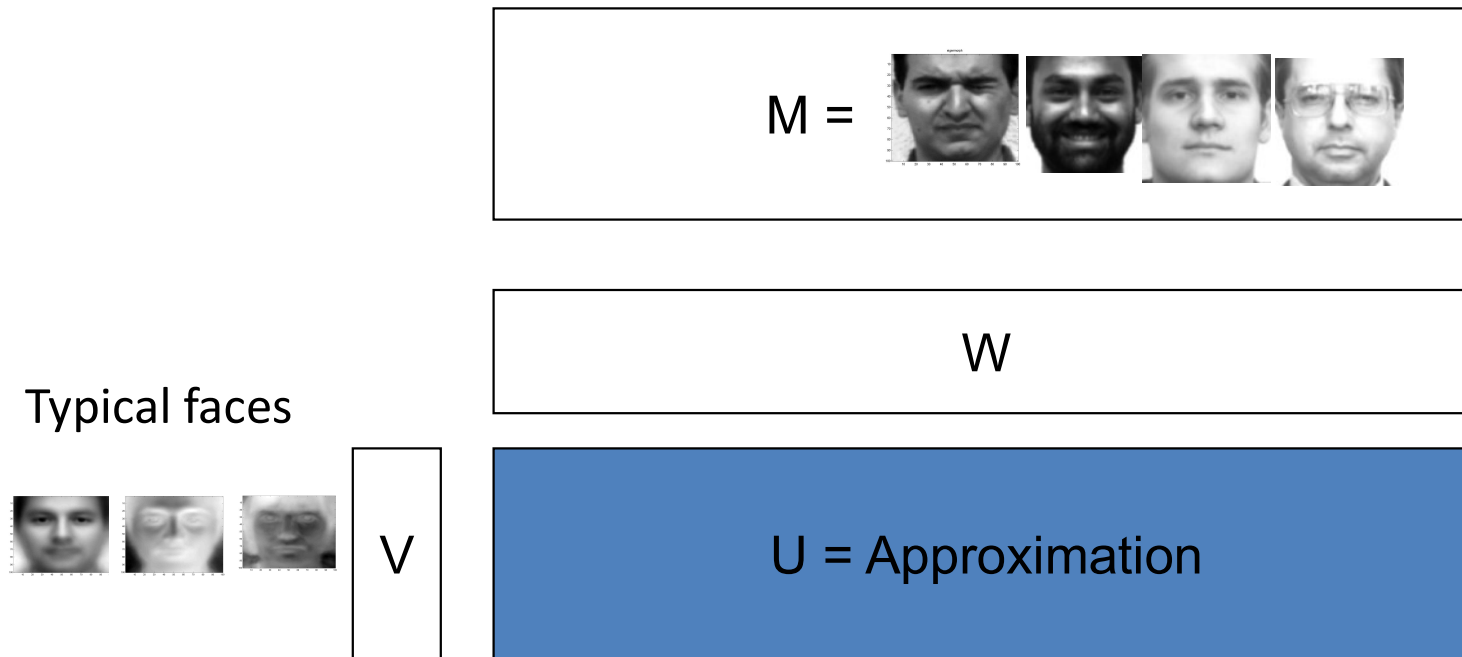 M =
W
Typical faces
V
U = Approximation